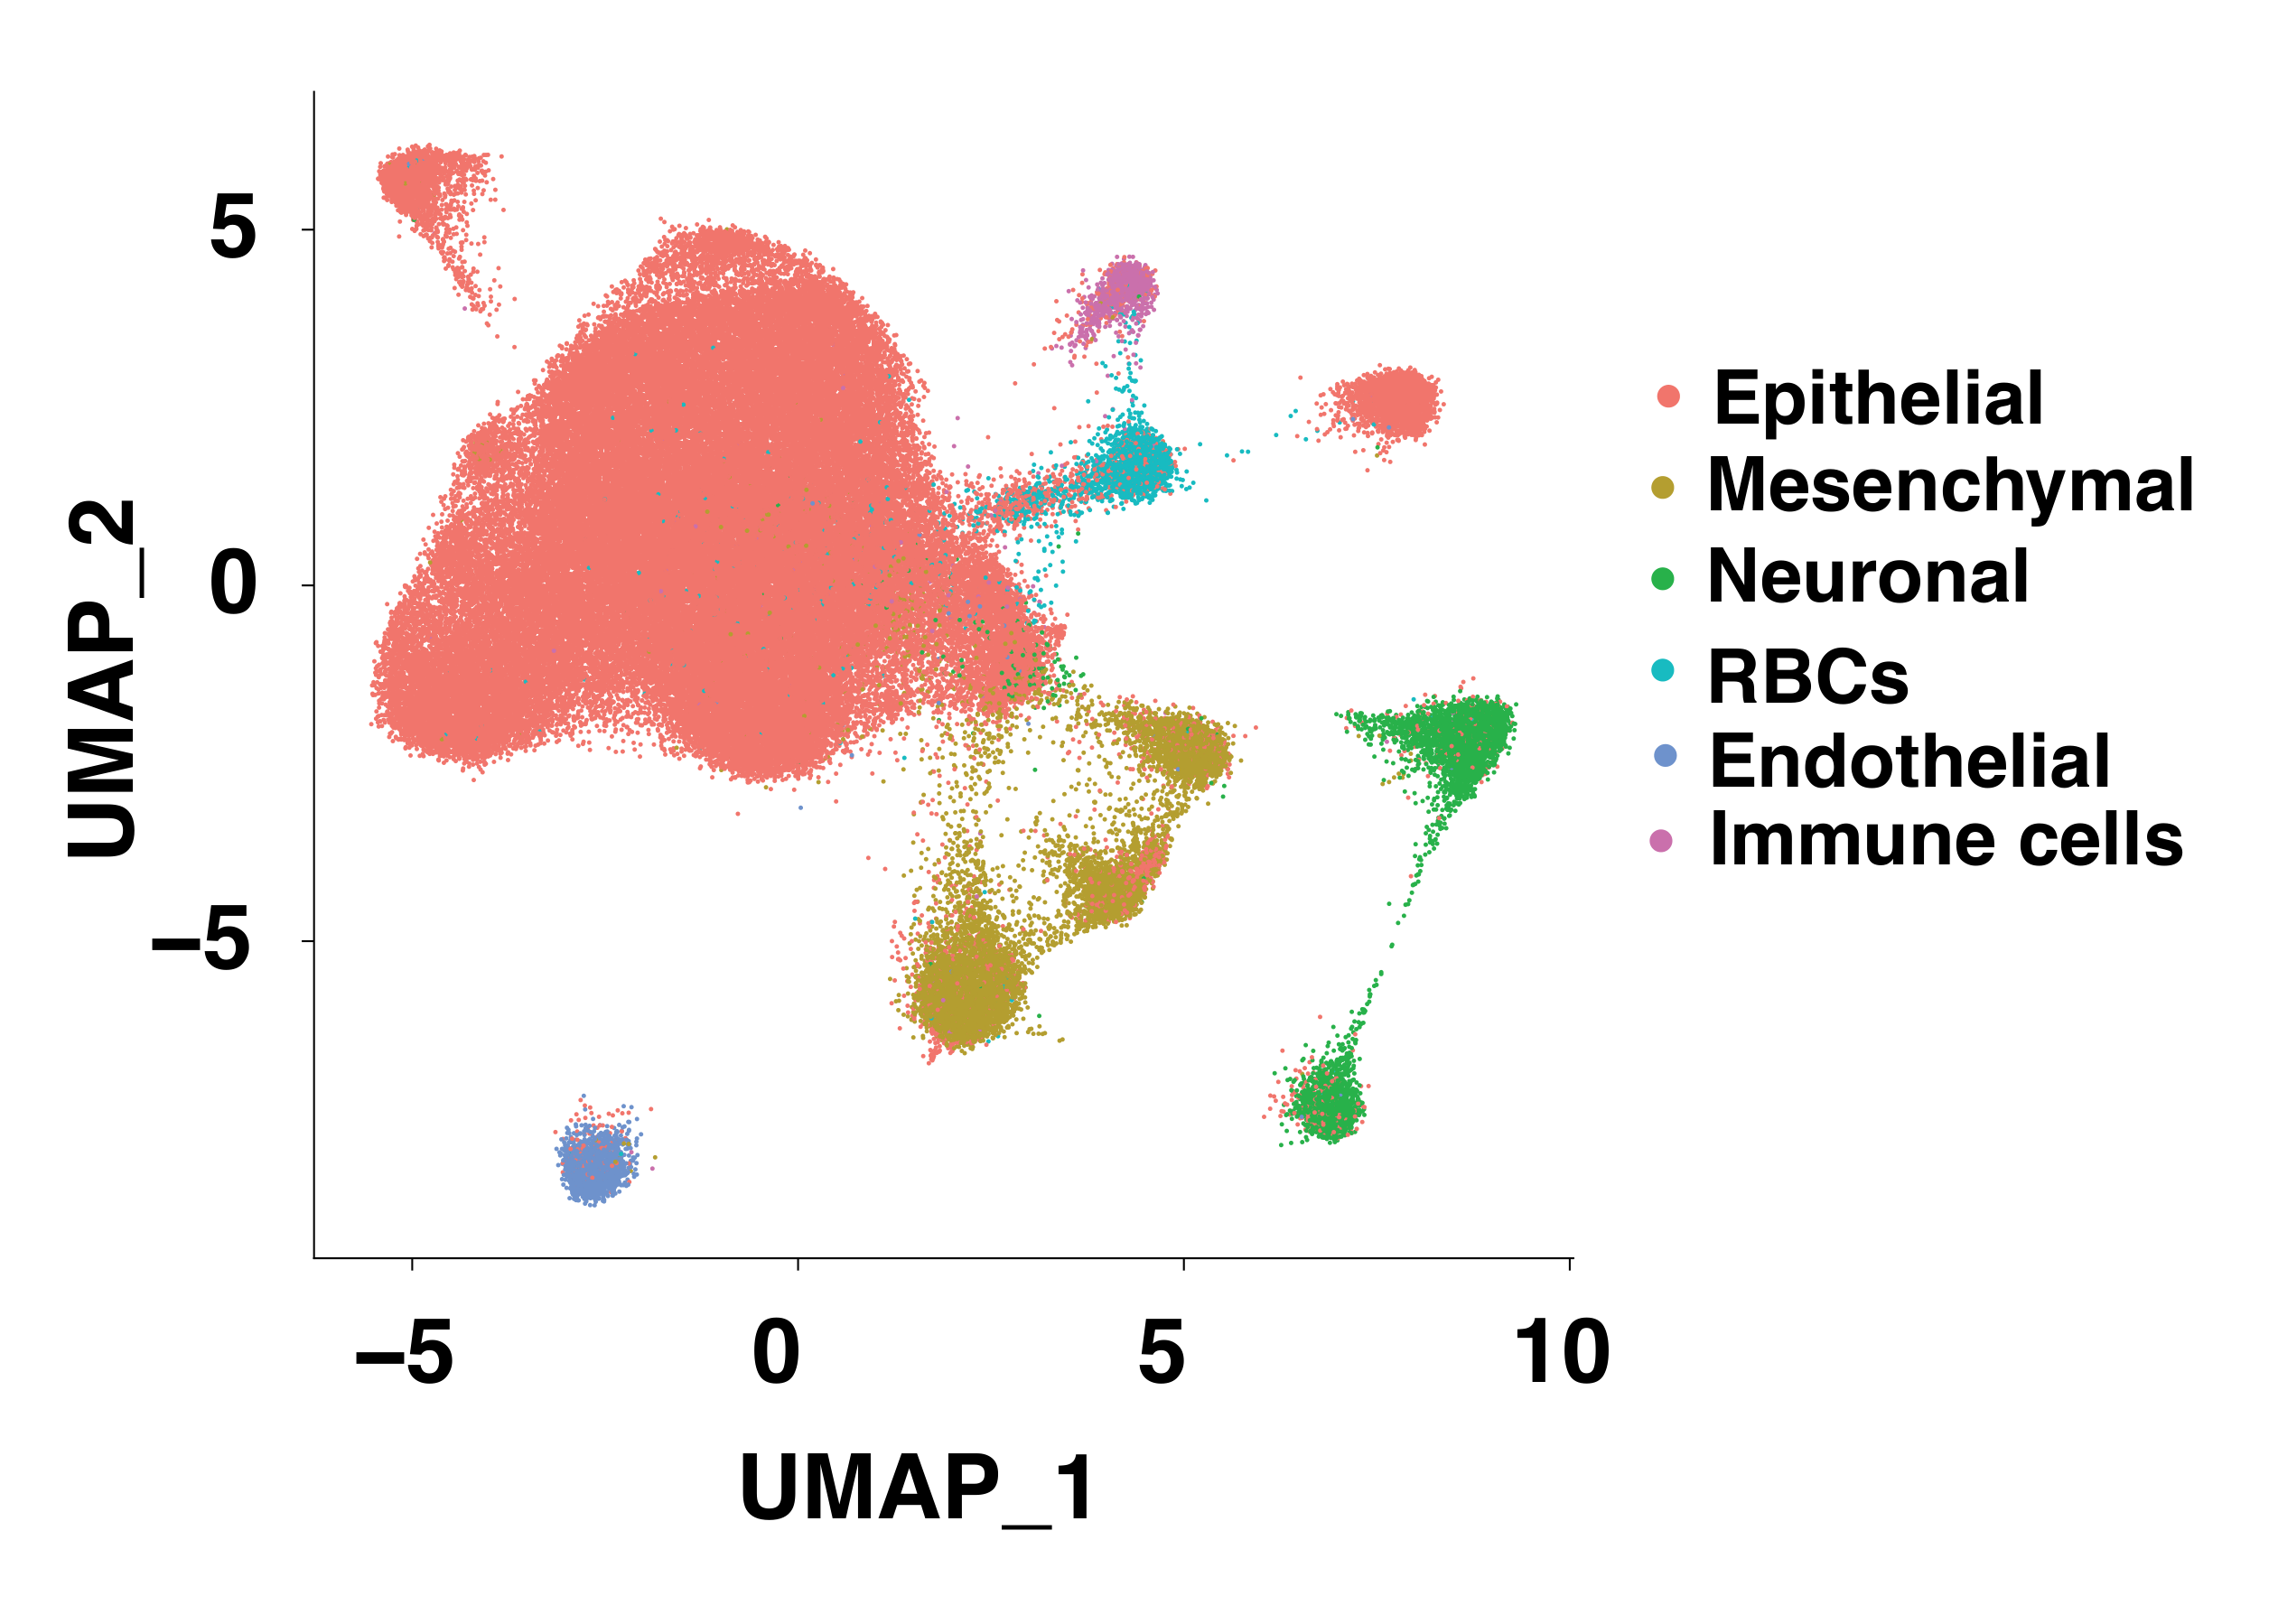 5
0
−5
UMAP_2
−5
0
5
10
UMAP_1
Epithelial
Mesenchymal
Neuronal
RBCs
Endothelial
Immune cells